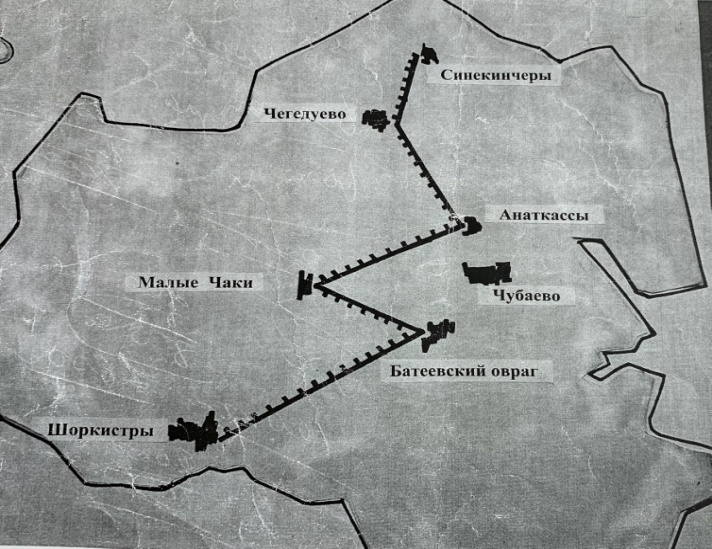 Синекинчеры
Чегедуево
Анаткассы
Малые Чаки
Чубаево
Батеевский овраг
Шоркистры